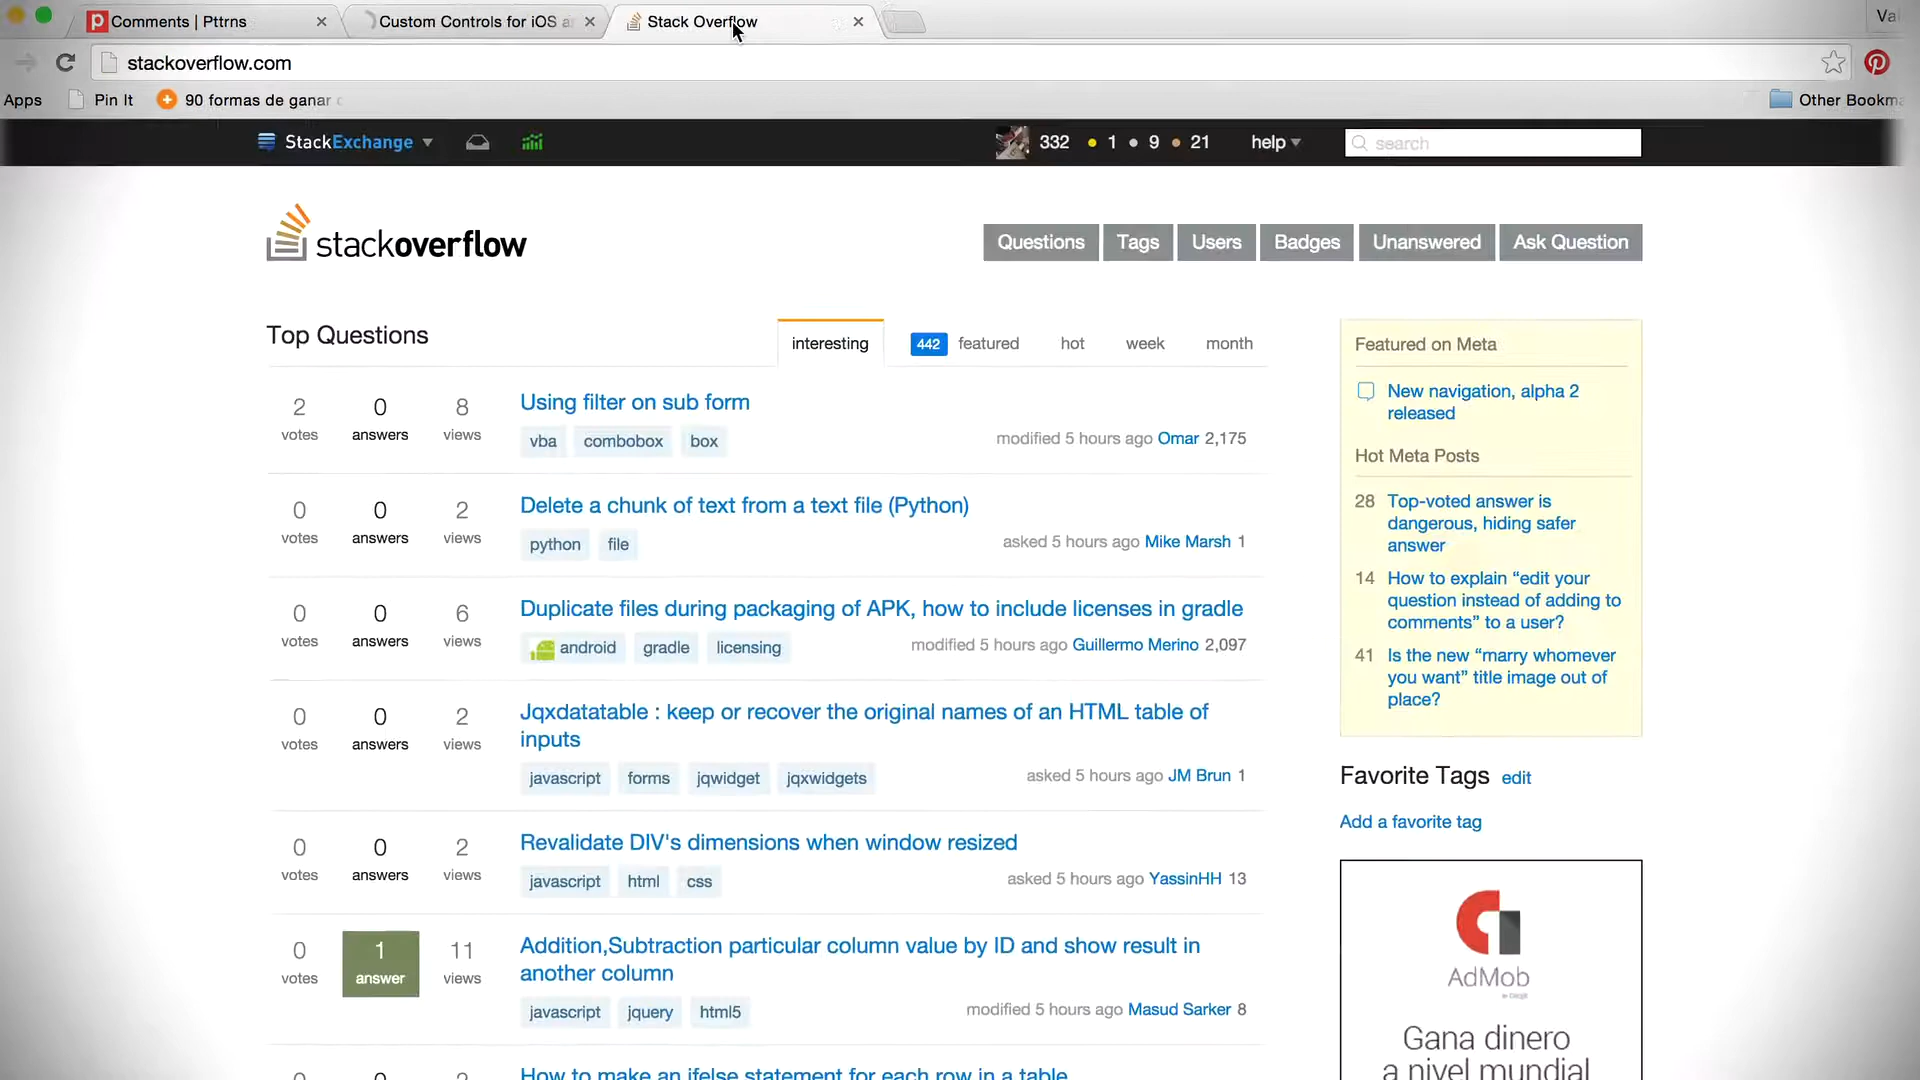 Comments | Pttrns
Custom Controls for iOS a
Stack Overflow
Va
stackoverflow.com
Apps
Pin It
90 formas de ganar
Other Bookma
StackExchange
332 1 9 21
help
search
stackoverflow
Questions
Tags
Users
Badges
Unanswered
Ask Question
Top Questions
interesting
442 featured
hot
week
month
2 0 8
votes answers views
Using filter on sub form
vba combobox box
modified 5 hours ago Omar 2,175
0 0 2
votes answers views
Delete a chunk of text from a text file (Python)
python file
asked 5 hours ago Mike Marsh 1
0 0 6
votes answers views
Duplicate files during packaging of APK, how to include licenses in gradle
android gradle licensing
modified 5 hours ago Guillermo Merino 2,097
0 0 2
votes answers views
Jqxdatatable : keep or recover the original names of an HTML table of
inputs
javascript forms jqwidget jqxwidgets
asked 5 hours ago JM Brun 1
0 0 2
votes answers views
Revalidate DIV's dimensions when window resized
javascript html css
asked 5 hours ago YassinHH 13
0 1 11
votes answer views
Addition,Subtraction particular column value by ID and show result in
another column
javascript jquery html5
modified 5 hours ago Masud Sarker 8
How to make an ifelse statement for each row in a table
Featured on Meta
New navigation, alpha 2
released
Hot Meta Posts
28 Top-voted answer is
dangerous, hiding safer
answer
14 How to explain “edit your
question instead of adding to
comments” to a user?
41 Is the new “marry whomever
you want” title image out of
place?
Favorite Tags edit
Add a favorite tag
AdMob
Gana dinero
a nivel mundial